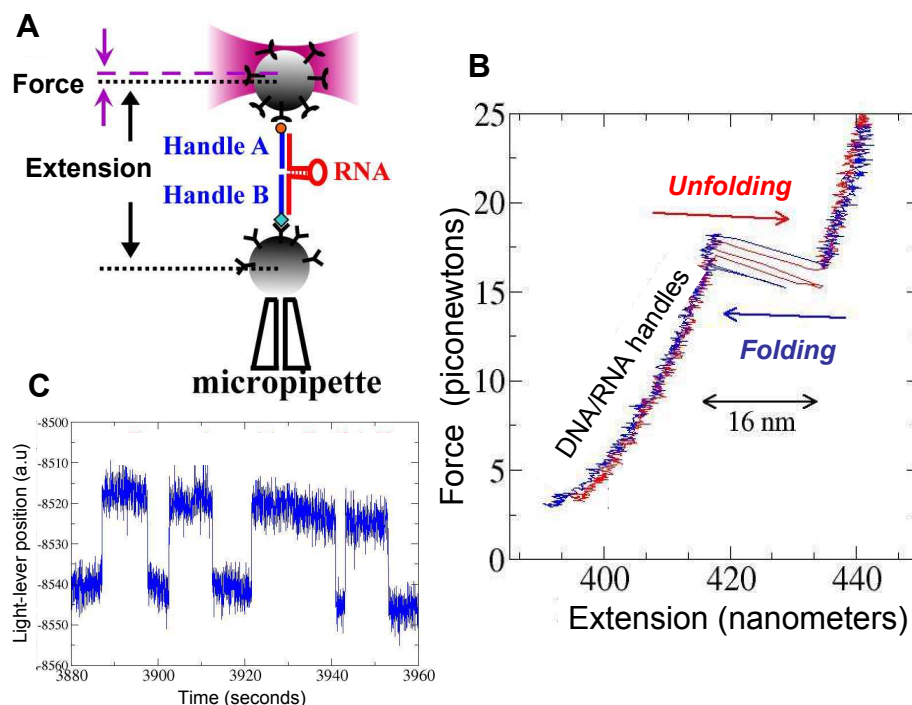 A
Force
Extension
Handle A
Handle B
RNA
micropipette
B
25
20
15
10
5
0
Force (piconewtons)
Unfolding
Folding
DNA/RNA handles
16 nm
400
420
440
Extension (nanometers)
C
-8500
-8510
-8520
-8530
-8540
-8550
-8560
Light-lever position (a.u)
3880
3900
3920
3940
3960
Time (seconds)